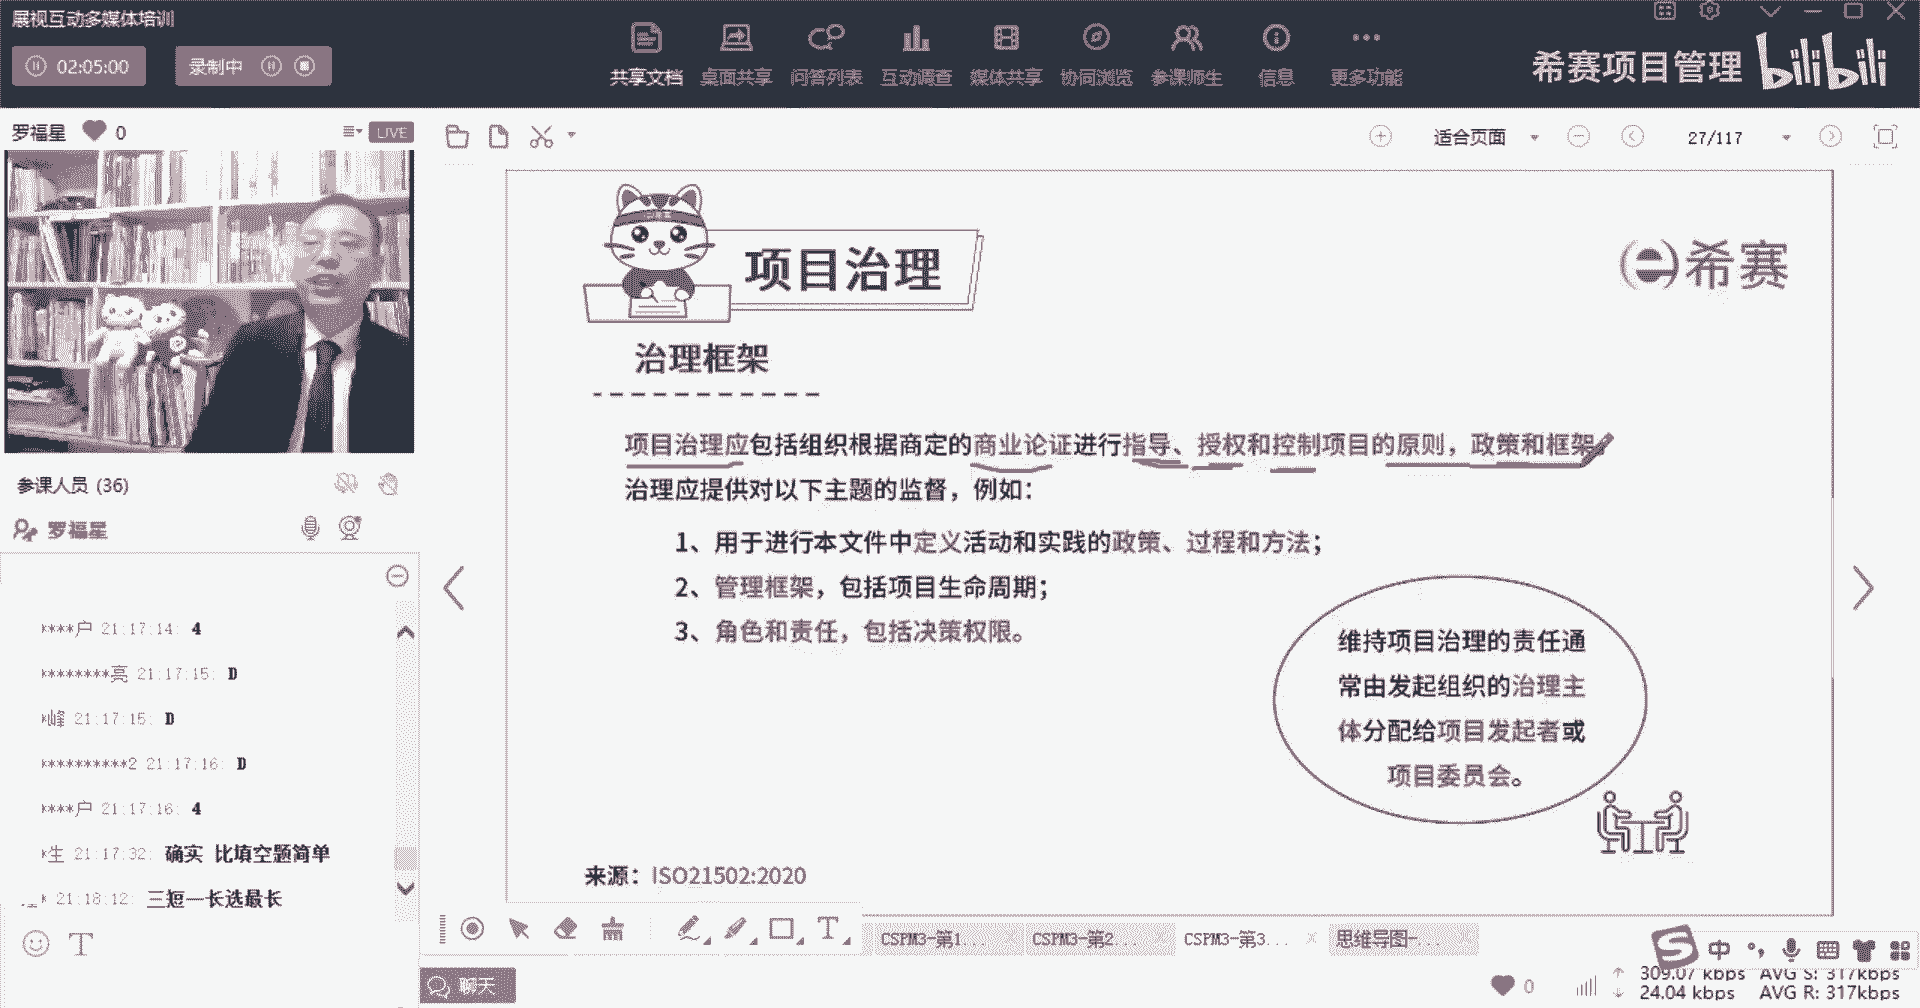 展视互动多媒体培训
02:05:00
录制中
共享文档 桌面共享 问答列表 互动调查 媒体共享 协同浏览 参课师生 信息 更多功能
希赛项目管理 bilibili
罗福星 0 LIVE
适合页面 27/117
项目治理
希赛
治理框架
项目治理应包括组织根据商定的商业论证进行指导、授权和控制项目的原则，政策和框架
治理应提供对以下主题的监督，例如：
1、用于进行本文件中定义活动和实践的政策、过程和方法；
2、管理框架，包括项目生命周期；
3、角色和责任，包括决策权限。
维持项目治理的责任通
常由发起组织的治理主
体分配给项目发起者或
项目委员会。
来源：ISO21502:2020
参课人员 (36)
罗福星
****户 21:17:14: 4
********亮 21:17:15: D
*峰 21:17:15: D
**********2 21:17:16: D
****户 21:17:16: 4
*生 21:17:32: 确实 比填空题简单
21:18:12: 三短一长选最长
T
T
CSPM3-第1... CSPM3-第2... CSPM3-第3... 思维导图-...
聊天
S 中
0
309.07 kbps AVG S: 317kbps
24.04 kbps AVG R: 317kbps